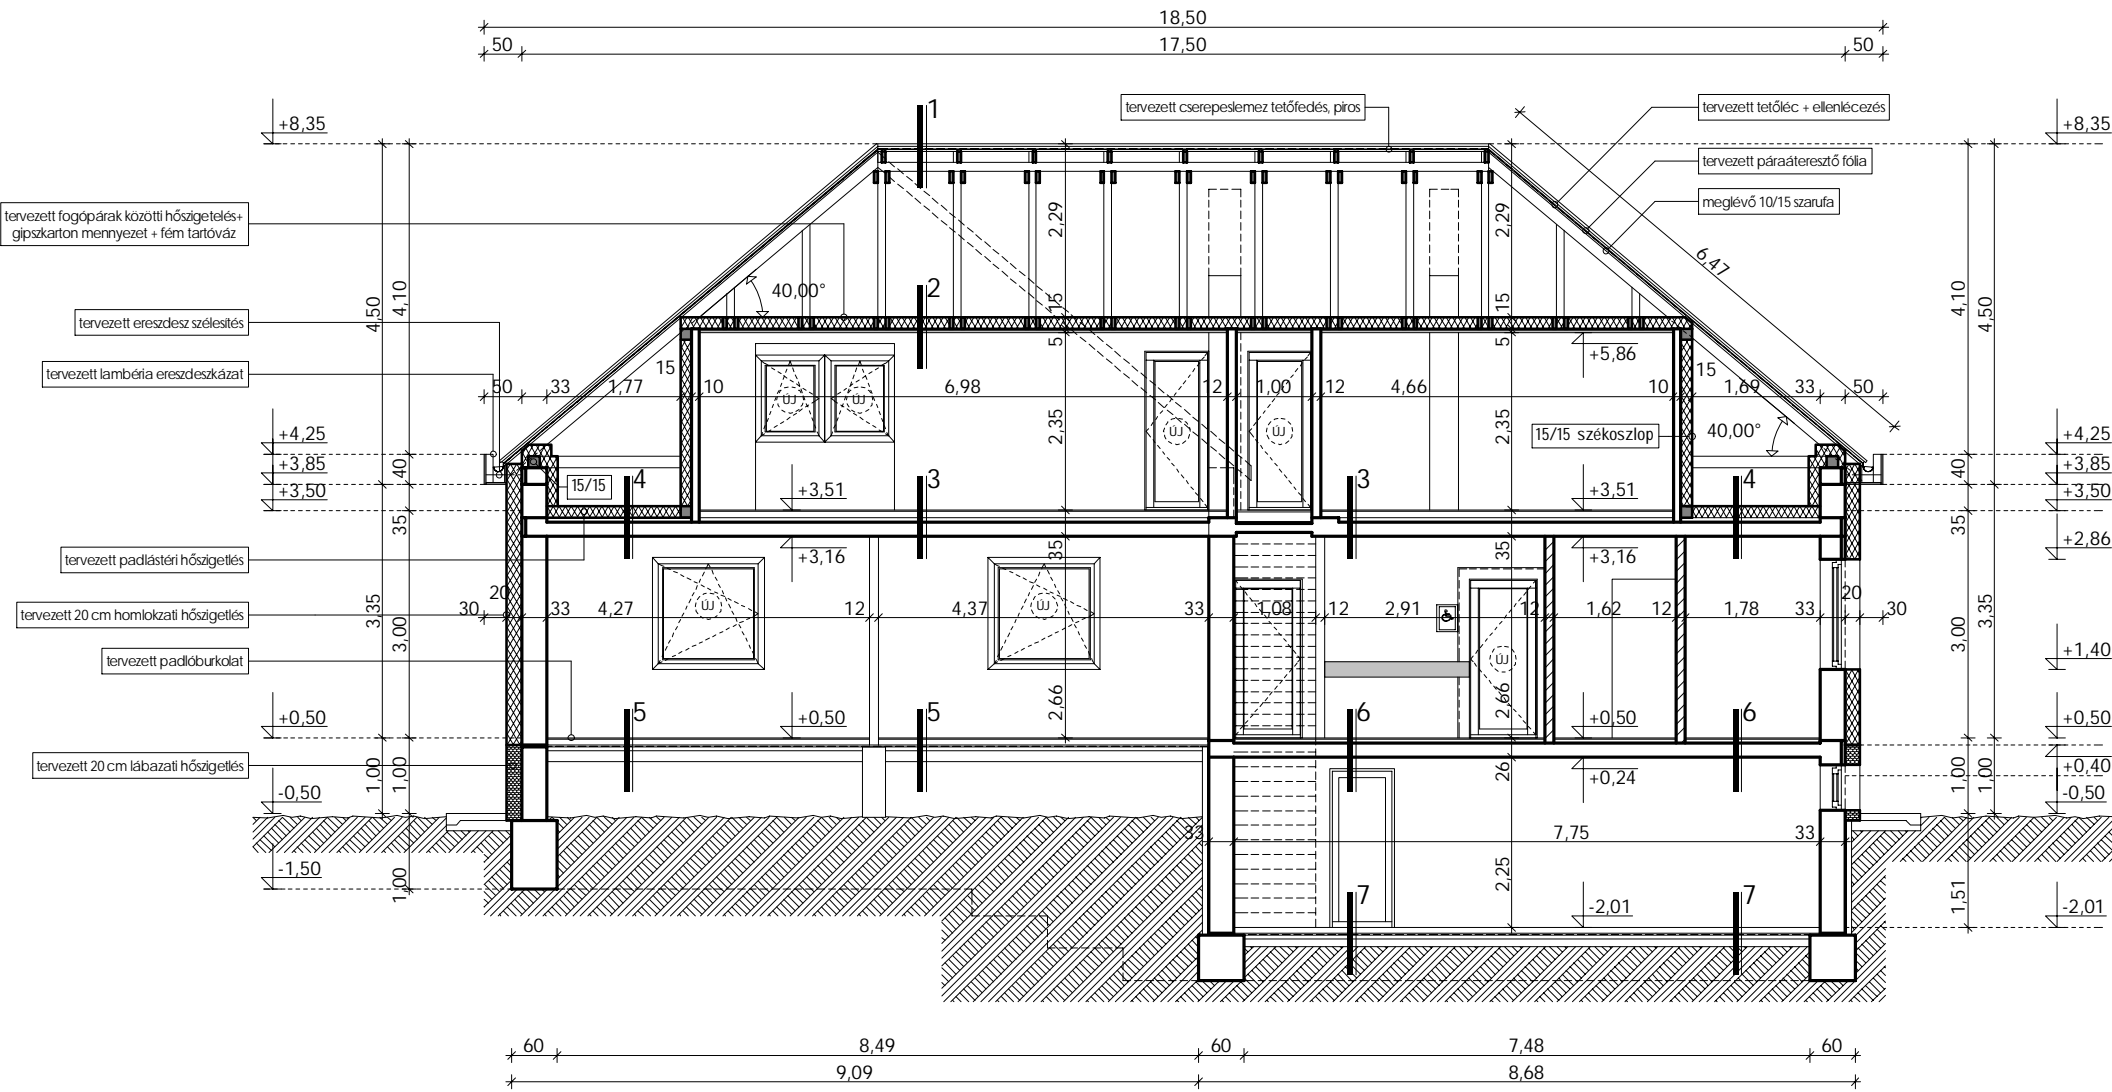 18,50
50 17,50 50
1
tervezett cserepeslemez tetőfedés, piros
tervezett tetőléc + ellenlécezés
+8,35
+8,35
tervezett páraáteresztő fólia
meglévő 10/15 szarufa
tervezett fogópárak közötti hőszigetelés+
gipszkarton mennyezet + fém tartóváz
2,29 2,29
6,47
4,50 4,10 40,00° 2 15 15 4,10 4,50
tervezett ereszdesz szélesítés
5 5 +5,86
tervezett lambéria ereszdeszkázat
50 33 1,77 15 10 6,98 12 1,00 12 4,66 10 15 1,69 33 50
ÚJ ÚJ ÚJ ÚJ
2,35 2,35
15/15 székoszlop
40,00°
+4,25 +4,25
+3,85 40 40 +3,85
+3,50 15/15 4 +3,51 3 3 +3,51 4 +3,50
35 35
+2,86
tervezett padlástéri hőszigetlés
+3,16 35 35 +3,16
tervezett 20 cm homlokzati hőszigetlés
30 20 33 4,27 12 4,37 33 1,08 12 2,91 12 1,62 12 1,78 33 20 30
ÚJ ÚJ ÚJ
3,35 3,00 3,00 3,35
tervezett padlóburkolat
+1,40
2,66 2,66
+0,50 5 +0,50 5 6 +0,50 6 +0,50
tervezett 20 cm lábazati hőszigetlés
1,00 1,00 26 +0,24 1,00 1,00 +0,40
-0,50 -0,50
33 7,75 33
-1,50
1,00 2,25 1,51
7 -2,01 7 -2,01
60 8,49 60 7,48 60
9,09 8,68